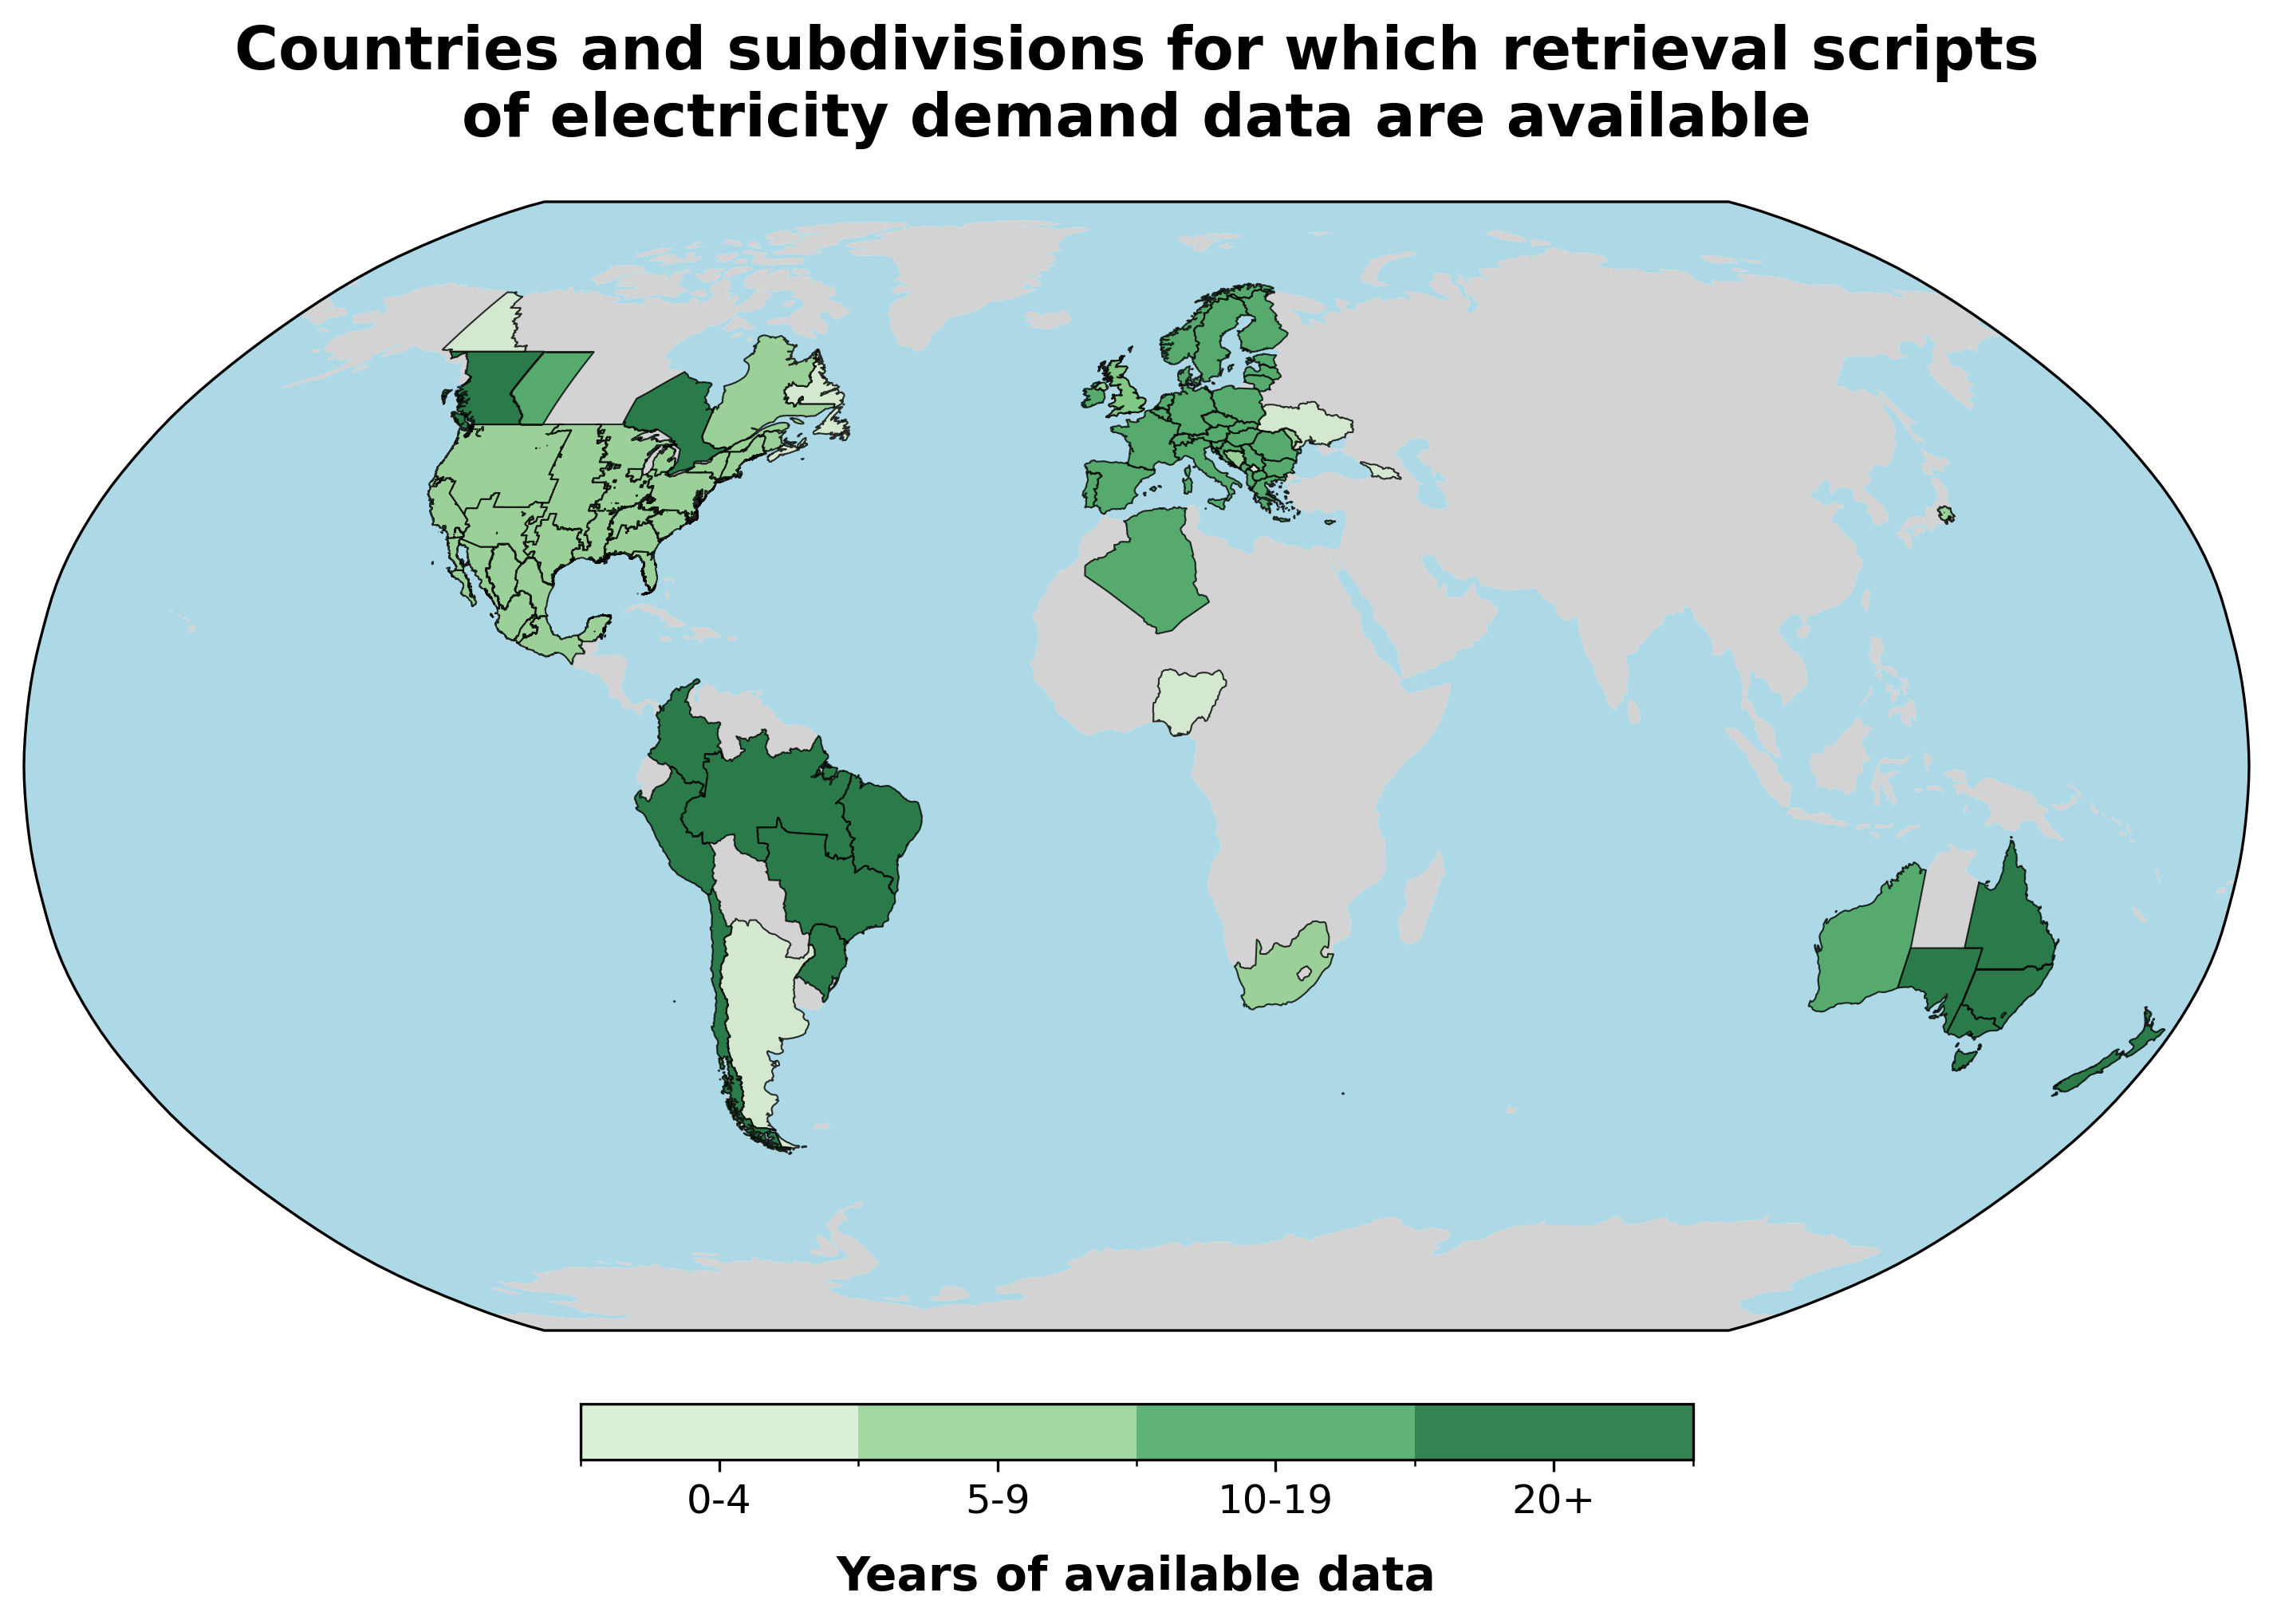 Countries and subdivisions for which retrieval scripts
of electricity demand data are available
0-4
5-9
10-19
20+
Years of available data